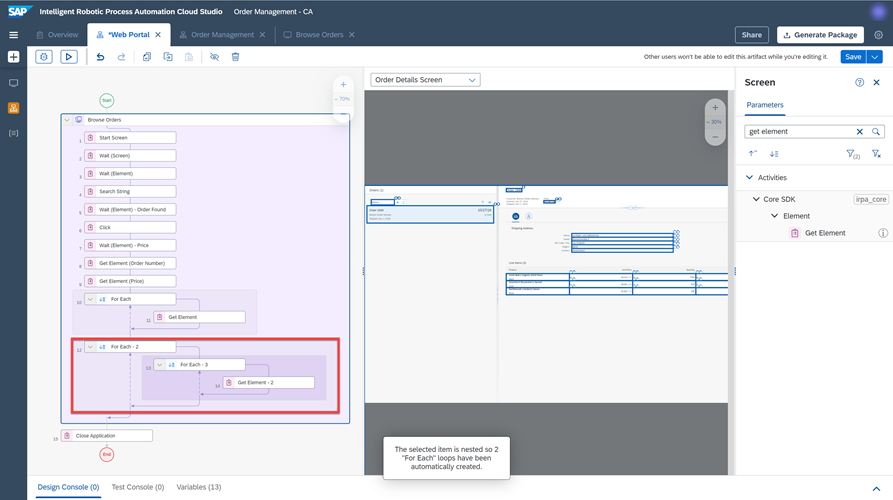 SAP Intelligent Robotic Process Automation Cloud Studio Order Management - CA
Overview *Web Portal Order Management Browse Orders Share Generate Package
Other users won't be able to edit this artifact while you're editing it. Save
Order Details Screen
Screen
Parameters
get element
(2)
Activities
Core SDK irpa_core
Element
Get Element
70%
Start
Browse Orders
1 Start Screen
2 Wait (Screen)
3 Wait (Element)
4 Search String
5 Wait (Element) - Order Found
6 Click
7 Wait (Element) - Price
8 Get Element (Order Number)
9 Get Element (Price)
10 For Each
11 Get Element
12 For Each - 2
13 For Each - 3
14 Get Element - 2
15 Close Application
End
Orders (1)
Shipping Address
The selected item is nested so 2
"For Each" loops have been
automatically created.
Design Console (0) Test Console (0) Variables (13)